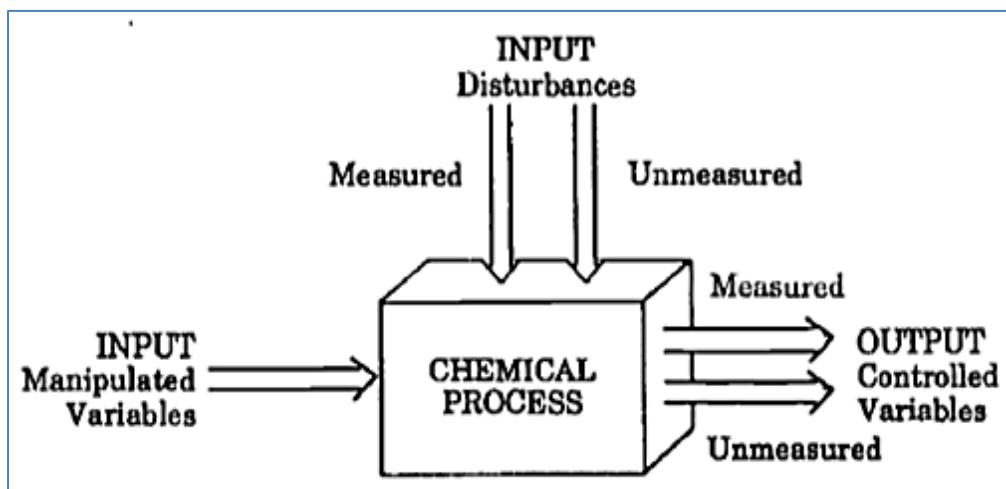 INPUT
Disturbances
Measured
Unmeasured
Measured
INPUT
Manipulated
Variables
CHEMICAL
PROCESS
OUTPUT
Controlled
Variables
Unmeasured